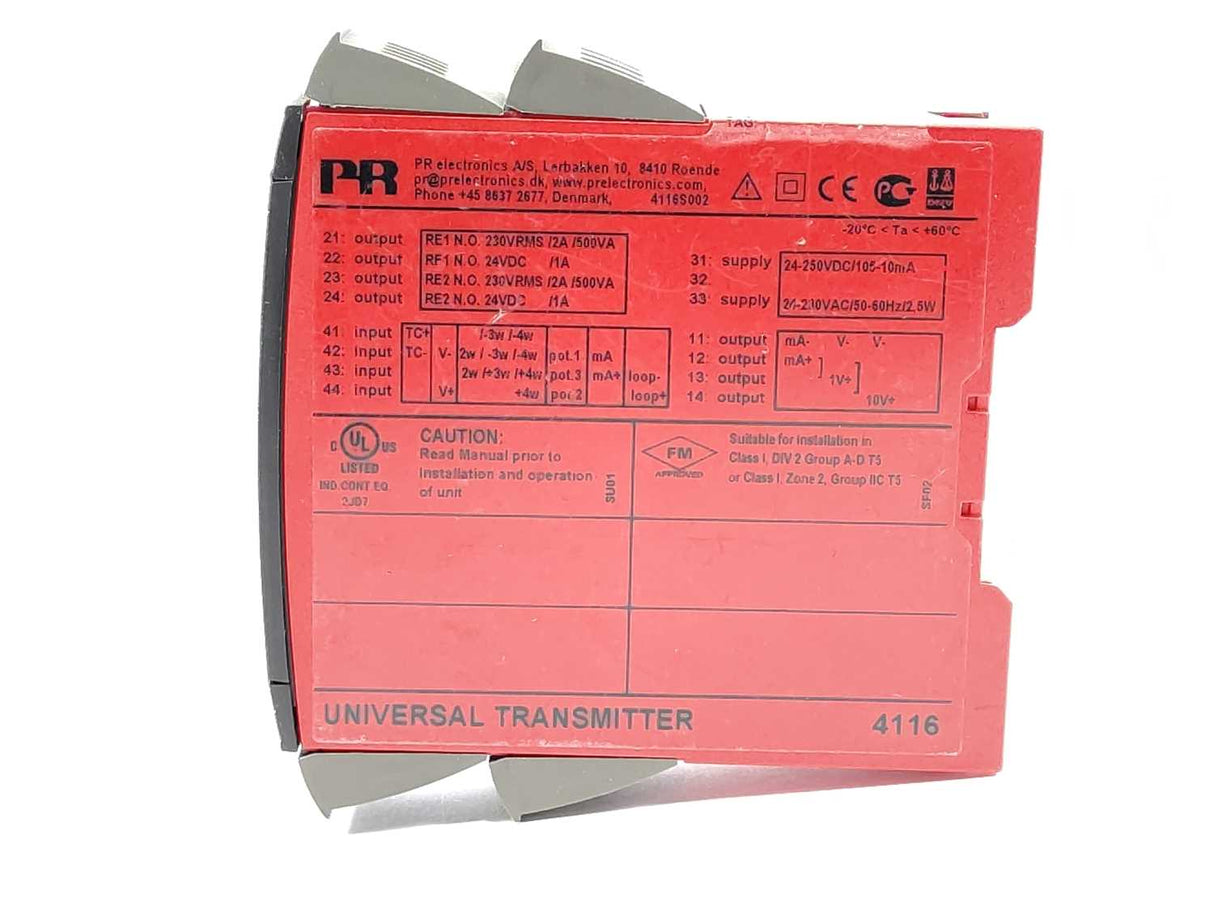 TAG:
PR
PR electronics A/S, Lerbakken 10, 8410 Roende
pr@prelectronics.dk, www.prelectronics.com,
Phone +45 8637 2677, Denmark, 4116S002
CE
-20°C < Ta < +60°C
21: output RE1 N.O. 230VRMS /2A /500VA
22: output RE1 N.O. 24VDC /1A
23: output RE2 N.O. 230VRMS /2A /500VA
24: output RE2 N.O. 24VDC /1A
31: supply 24-250VDC/105-10mA
32:
33: supply 24-230VAC/50-60Hz/2,5W
41: input TC+ /-3w /-4w
42: input TC- V- 2w / -3w /-4w pot.1 mA
43: input 2w /+3w /+4w pot.3 mA+ loop-
44: input V+ +4w pot 2 loop+
11: output mA- V- V-
12: output mA+
13: output 1V+
14: output 10V+
C UL US
LISTED
IND.CONT.EQ.
2JD7
CAUTION:
Read Manual prior to
installation and operation
of unit
SU01
FM
APPROVED
Suitable for installation in
Class I, DIV 2 Group A-D T5
or Class I, Zone 2, Group IIC T5
SF02
UNIVERSAL TRANSMITTER 4116